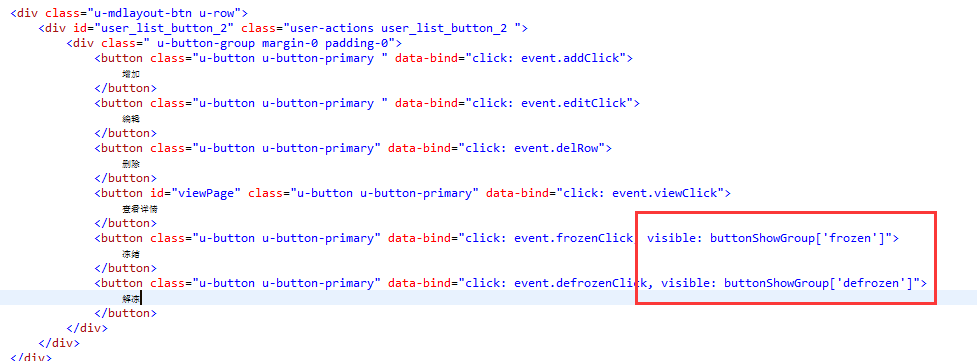 <div class="u-mdlayout-btn u-row">
<div id="user_list_button_2" class="user-actions user_list_button_2 ">
<div class=" u-button-group margin-0 padding-0">
<button class="u-button u-button-primary " data-bind="click: event.addClick">
增加
</button>
<button class="u-button u-button-primary " data-bind="click: event.editClick">
编辑
</button>
<button class="u-button u-button-primary" data-bind="click: event.delRow">
删除
</button>
<button id="viewPage" class="u-button u-button-primary" data-bind="click: event.viewClick">
查看详情
</button>
<button class="u-button u-button-primary" data-bind="click: event.frozenClick, visible: buttonShowGroup['frozen']">
冻结
</button>
<button class="u-button u-button-primary" data-bind="click: event.defrozenClick, visible: buttonShowGroup['defrozen']">
解冻
</button>
</div>
</div>
</div>